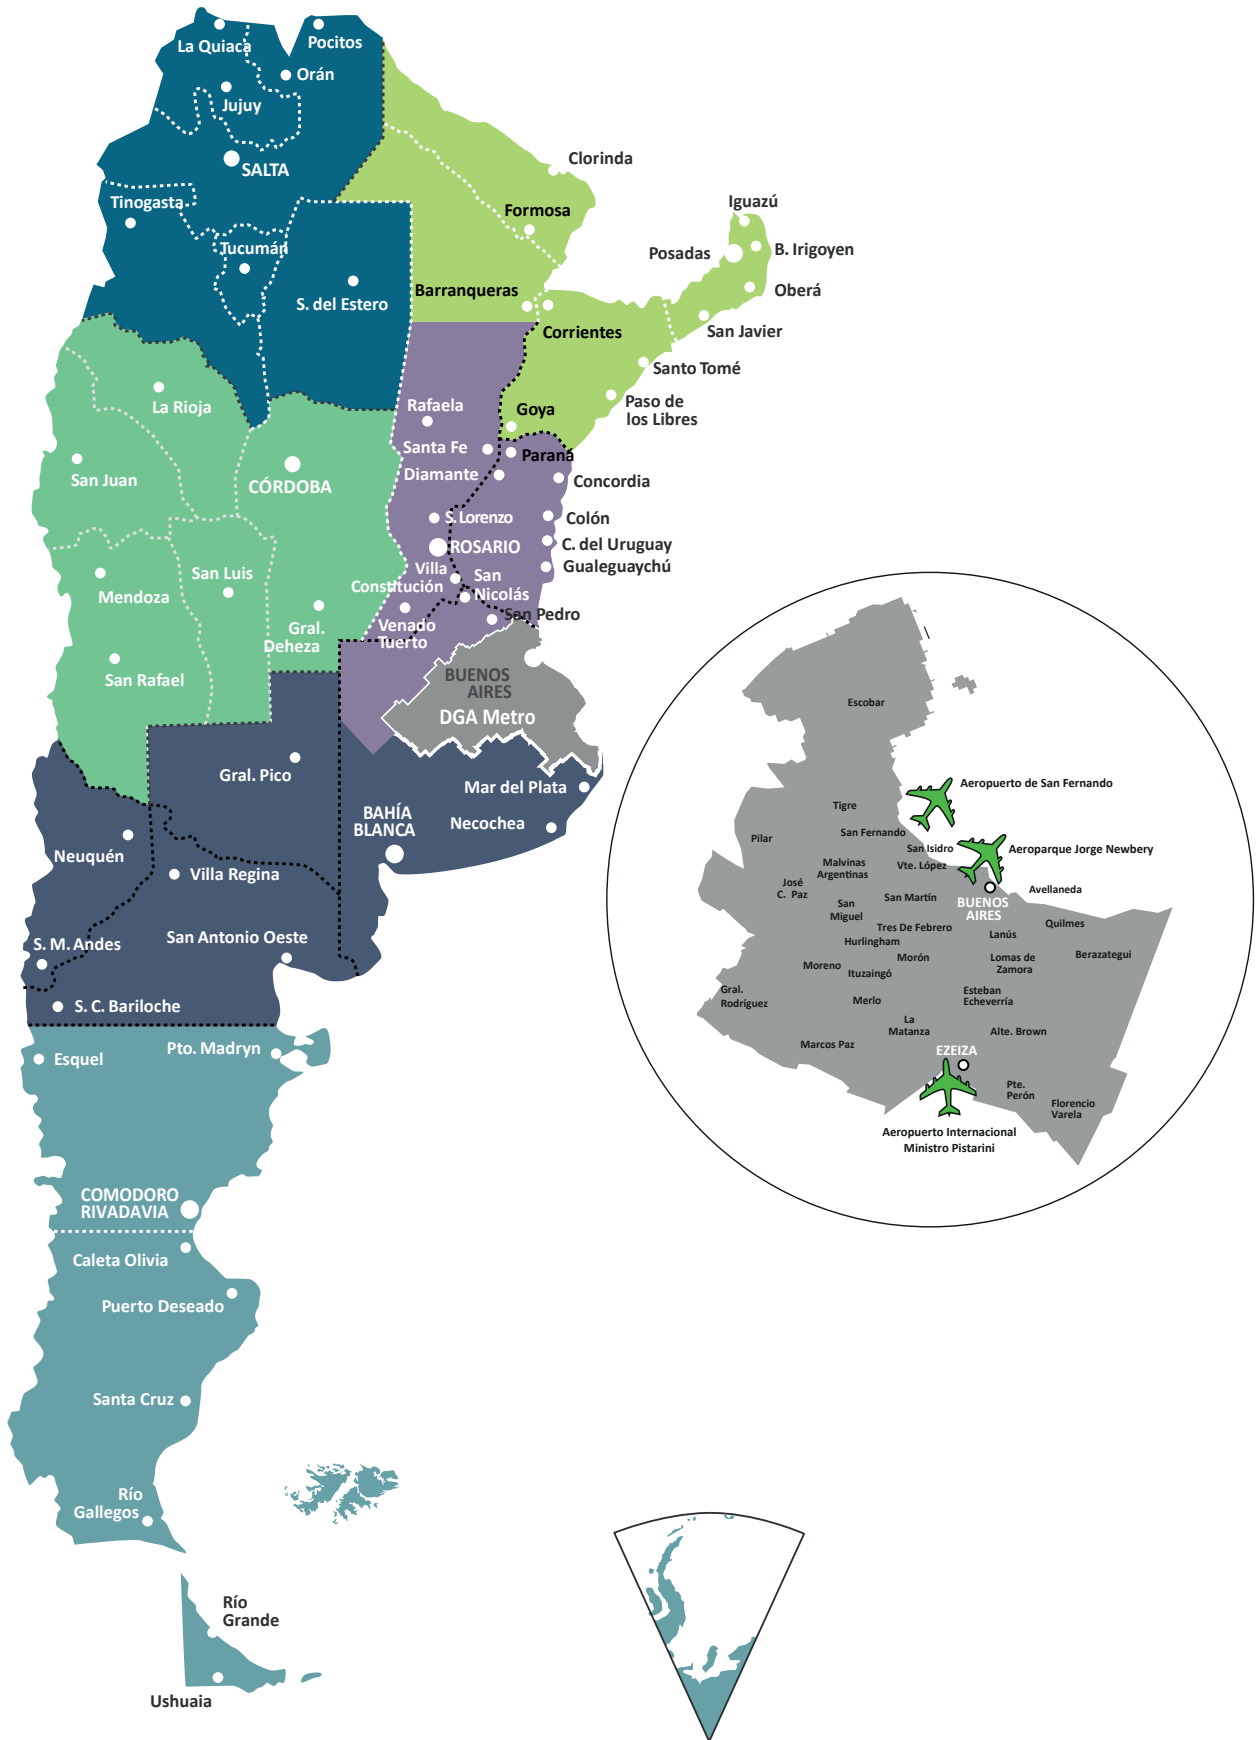 La Quiaca
Pocitos
Orán
Jujuy
SALTA
Clorinda
Tinogasta
Formosa
Iguazú
Tucumán
Posadas
B. Irigoyen
S. del Estero
Barranqueras
Oberá
Corrientes
San Javier
Santo Tomé
La Rioja
Rafaela
Goya
Paso de
los Libres
Santa Fe
Paraná
San Juan
CÓRDOBA
Diamante
Concordia
S. Lorenzo
Colón
ROSARIO
C. del Uruguay
Gualeguaychú
Mendoza
San Luis
Villa
Constitución
San
Nicolás
San Pedro
Gral.
Deheza
Venado
Tuerto
San Rafael
BUENOS
AIRES
DGA Metro
Gral. Pico
Mar del Plata
BAHÍA
BLANCA
Necochea
Neuquén
Villa Regina
S. M. Andes
San Antonio Oeste
S. C. Bariloche
Esquel
Pto. Madryn
COMODORO
RIVADAVIA
Caleta Olivia
Puerto Deseado
Santa Cruz
Río
Gallegos
Río
Grande
Ushuaia
Escobar
Aeropuerto de San Fernando
Tigre
Pilar
San Fernando
San Isidro
Aeroparque Jorge Newbery
Malvinas
Argentinas
Vte. López
José
C. Paz
Avellaneda
San Martín
San
Miguel
BUENOS
AIRES
Quilmes
Tres De Febrero
Lanús
Hurlingham
Berazategui
Morón
Lomas de
Zamora
Moreno
Ituzaingó
Gral.
Rodríguez
Merlo
Esteban
Echeverría
La
Matanza
Alte. Brown
Marcos Paz
EZEIZA
Pte.
Perón
Florencio
Varela
Aeropuerto Internacional
Ministro Pistarini